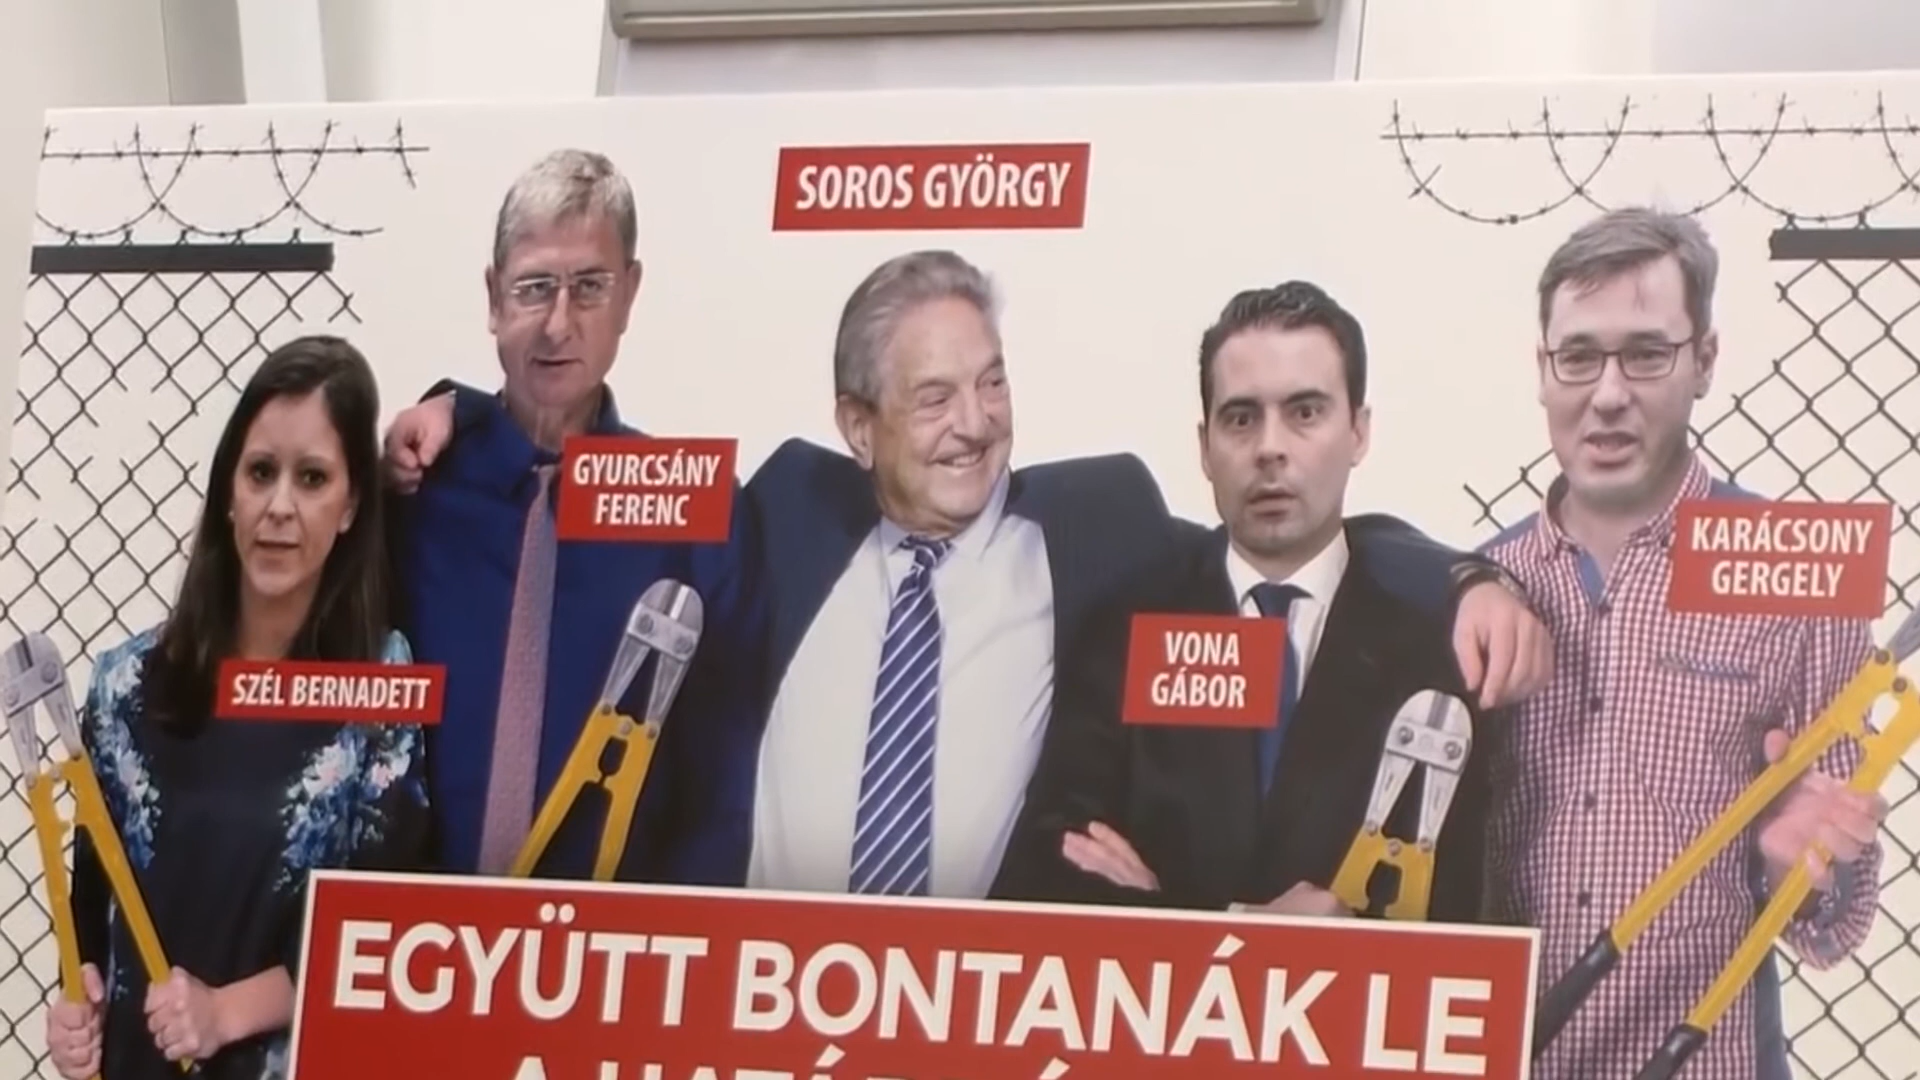 SOROS GYÖRGY
GYURCSÁNY
FERENC
KARÁCSONY
GERGELY
VONA
GÁBOR
SZÉL BERNADETT
EGYÜTT BONTANÁK LE